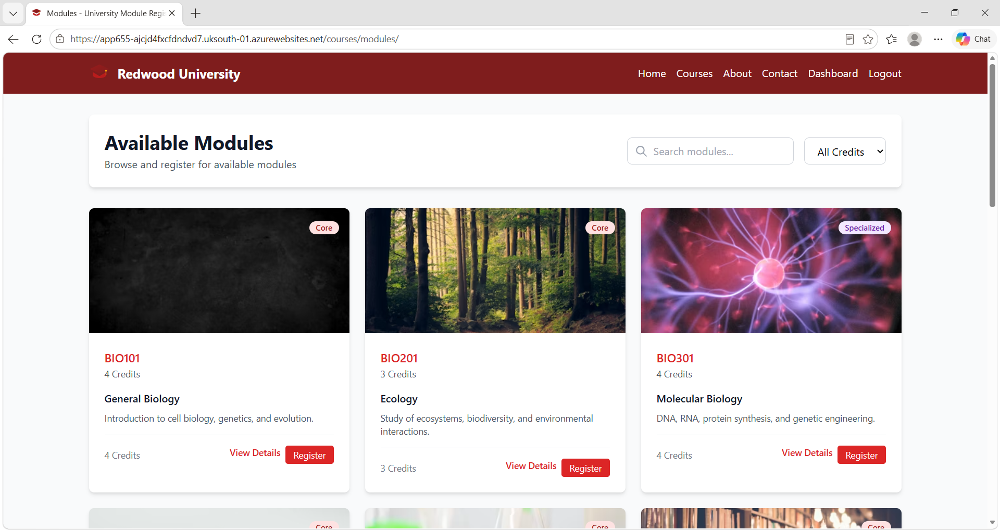 Modules - University Module Regis
https://app655-ajcjd4fxcfdndvd7.uksouth-01.azurewebsites.net/courses/modules/
Chat
Redwood University
Home Courses About Contact Dashboard Logout
Available Modules
Browse and register for available modules
Search modules...
All Credits
Core
Core
Specialized
BIO101
4 Credits
General Biology
Introduction to cell biology, genetics, and evolution.
4 Credits
View Details
Register
BIO201
3 Credits
Ecology
Study of ecosystems, biodiversity, and environmental
interactions.
3 Credits
View Details
Register
BIO301
4 Credits
Molecular Biology
DNA, RNA, protein synthesis, and genetic engineering.
4 Credits
View Details
Register
Core
Core
Core